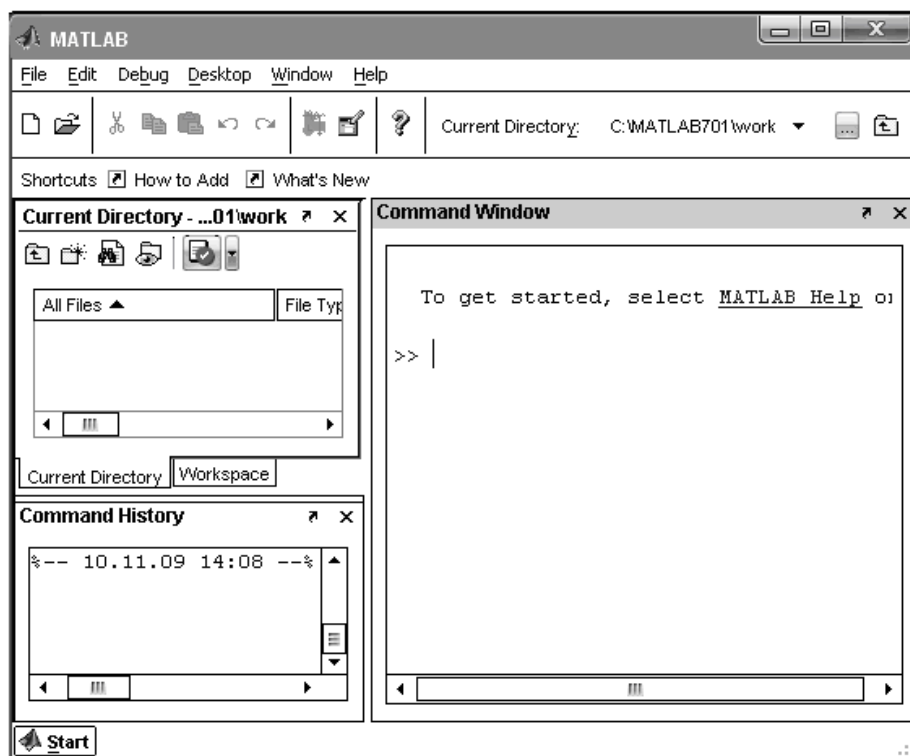 MATLAB
File Edit Debug Desktop Window Help
Current Directory: C:\MATLAB701\work ...
Shortcuts How to Add What's New
Current Directory - ...01\work
All Files File Typ
Current Directory Workspace
Command History
%-- 10.11.09 14:08 --%
Command Window
To get started, select MATLAB Help or
>>
Start